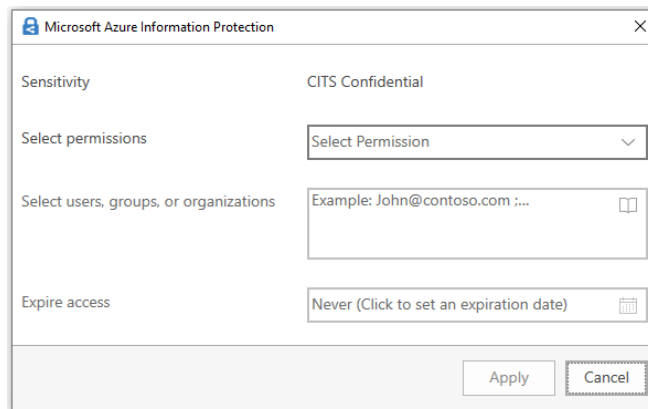 Microsoft Azure Information Protection
Sensitivity CITS Confidential
Select permissions Select Permission
Select users, groups, or organizations Example: John@contoso.com ;...
Expire access Never (Click to set an expiration date)
Apply Cancel